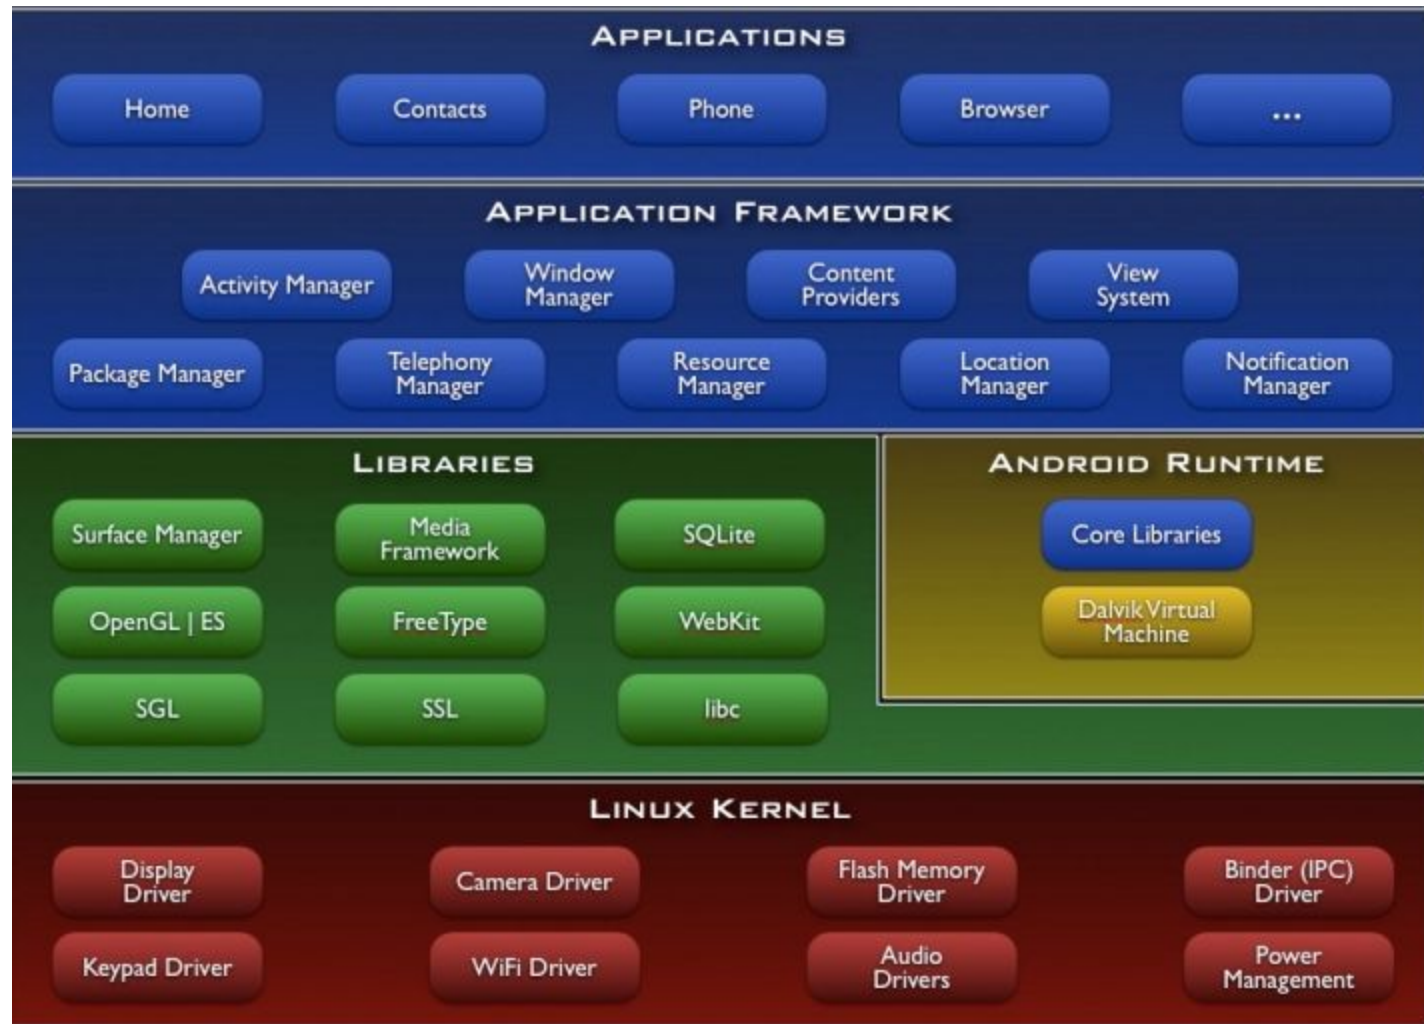 APPLICATIONS
Home
Contacts
Phone
Browser
...
APPLICATION FRAMEWORK
Activity Manager
Window
Manager
Content
Providers
View
System
Package Manager
Telephony
Manager
Resource
Manager
Location
Manager
Notification
Manager
LIBRARIES
Surface Manager
Media
Framework
SQLite
OpenGL | ES
FreeType
WebKit
SGL
SSL
libc
ANDROID RUNTIME
Core Libraries
Dalvik Virtual
Machine
LINUX KERNEL
Display
Driver
Camera Driver
Flash Memory
Driver
Binder (IPC)
Driver
Keypad Driver
WiFi Driver
Audio
Drivers
Power
Management